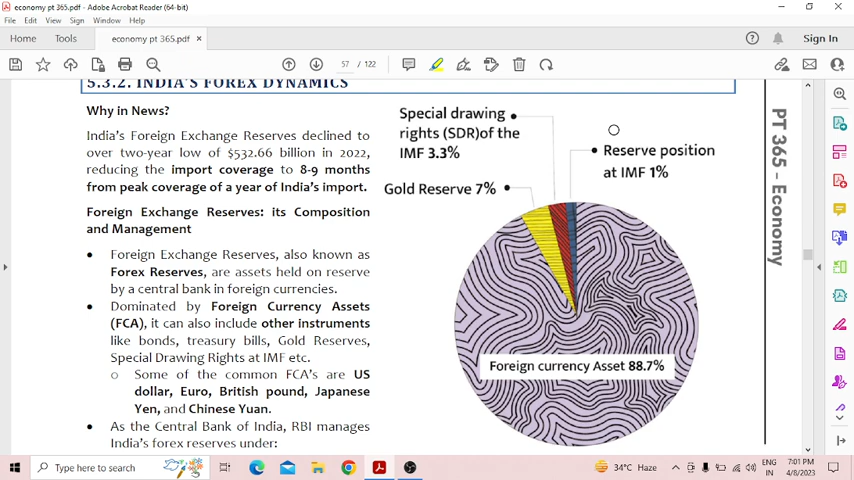 economy pt 365.pdf - Adobe Acrobat Reader (64-bit)
File Edit View Sign Window Help
Home Tools economy pt 365.pdf × Sign In
57 / 122
5.3.2. INDIA'S FOREX DYNAMICS
Why in News?
India's Foreign Exchange Reserves declined to
over two-year low of $532.66 billion in 2022,
reducing the import coverage to 8-9 months
from peak coverage of a year of India's import.
Foreign Exchange Reserves: its Composition
and Management
Foreign Exchange Reserves, also known as
Forex Reserves, are assets held on reserve
by a central bank in foreign currencies.
Dominated by Foreign Currency Assets
(FCA), it can also include other instruments
like bonds, treasury bills, Gold Reserves,
Special Drawing Rights at IMF etc.
Some of the common FCA's are US
dollar, Euro, British pound, Japanese
Yen, and Chinese Yuan.
As the Central Bank of India, RBI manages
India's forex reserves under:
Special drawing
rights (SDR)of the
IMF 3.3%
Reserve position
at IMF 1%
Gold Reserve 7%
Foreign currency Asset 88.7%
PT 365 - Economy
Type here to search
34°C Haze
ENG
IN
7:01 PM
4/8/2023